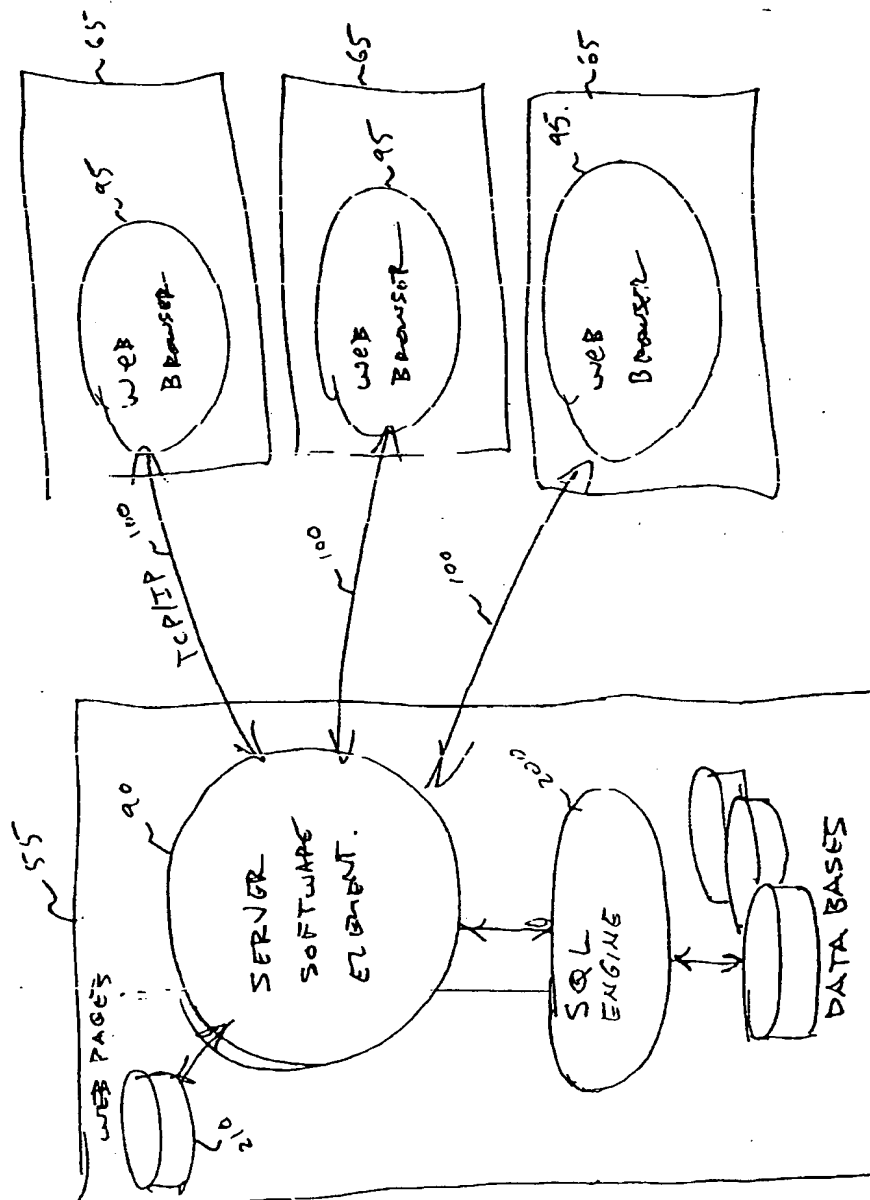 55
WEB PAGES
210
90
SERVER
SOFTWARE
ELEMENT.
200
SQL
ENGINE
DATA BASES
TCP/IP
100
100
100
65
95
WEB
BROWSER
65
95
WEB
BROWSER
65
95.
WEB
BROWSER